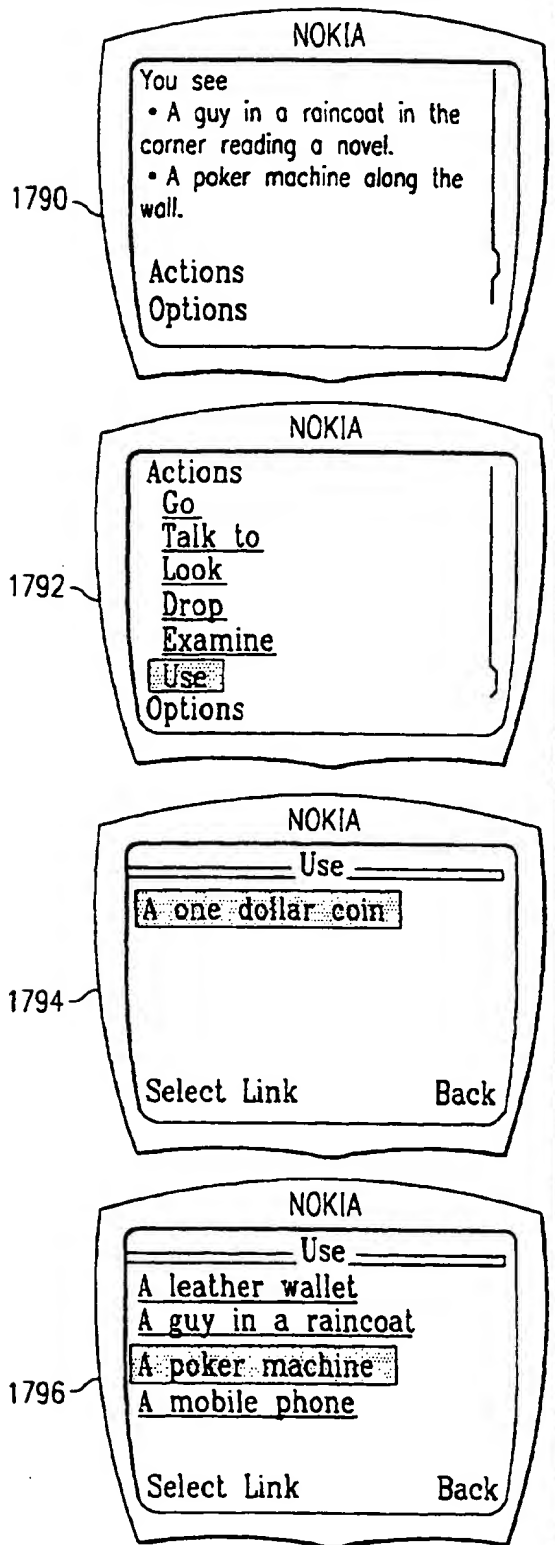 NOKIA
You see
• A guy in a raincoat in the
corner reading a novel.
• A poker machine along the
wall.
1790
Actions
Options
NOKIA
Actions
Go
Talk to
Look
Drop
Examine
Use
Options
1792
NOKIA
Use
A one dollar coin
1794
Select Link Back
NOKIA
Use
A leather wallet
A guy in a raincoat
A poker machine
A mobile phone
1796
Select Link Back